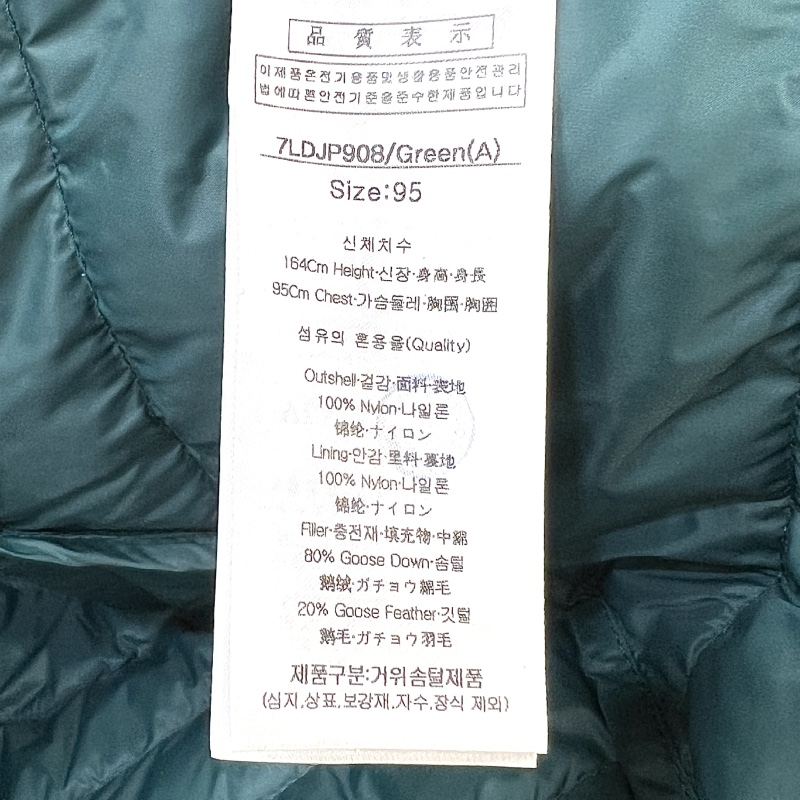 品質表示
이제품은전기용품및생활용품안전관리
법에따른안전기준을준수한제품입니다
7LDJP908/Green(A)
Size:95
신체치수
164Cm Height·신장·身高·身長
95Cm Chest·가슴둘레·胸围·胸囲
섬유의 혼용율(Quality)
Outshell·겉감·面料·表地
100% Nylon·나일론
锦纶·ナイロン
Lining·안감·里料·裏地
100% Nylon·나일론
锦纶·ナイロン
Filler·충전재·填充物·中綿
80% Goose Down·솜털
鹅绒·ガチョウ綿毛
20% Goose Feather·깃털
鹅毛·ガチョウ羽毛
제품구분:거위솜털제품
(심지,상표,보강재,자수,장식 제외)